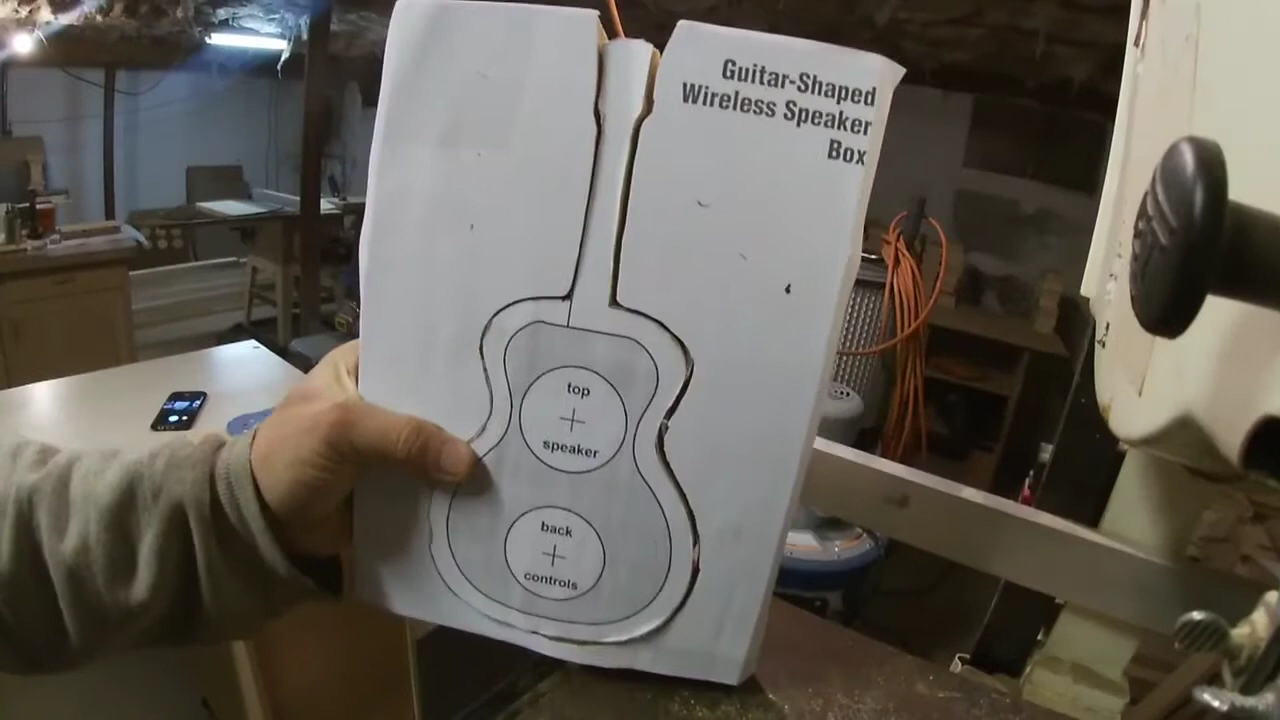 Guitar-Shaped
Wireless Speaker
Box
top
speaker
back
controls